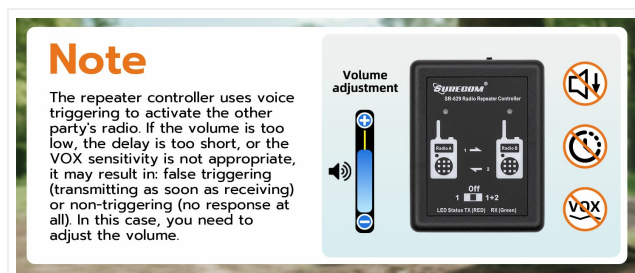 Note
The repeater controller uses voice
triggering to activate the other
party's radio. If the volume is too
low, the delay is too short, or the
VOX sensitivity is not appropriate,
it may result in: false triggering
(transmitting as soon as receiving)
or non-triggering (no response at
all). In this case, you need to
adjust the volume.
Volume
adjustment
SURECOM®
SR-629 Radio Repeater Controller
Radio A
1
Radio B
2
Off
1
1+2
LED Status TX (RED) RX (Green)
VOX